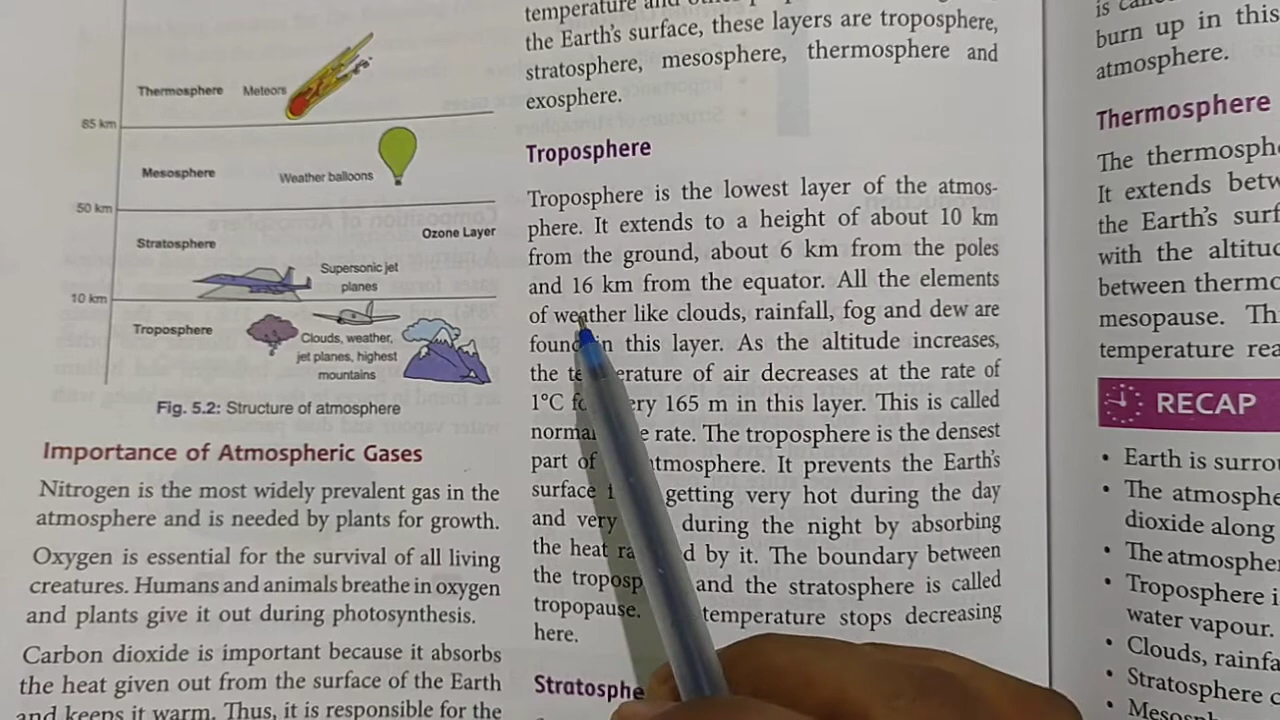 Thermosphere Meteors
85 km
Mesosphere Weather balloons
50 km
Ozone Layer
Stratosphere
Supersonic jet
planes
10 km
Troposphere
Clouds, weather,
jet planes, highest
mountains
Fig. 5.2: Structure of atmosphere
Importance of Atmospheric Gases
Nitrogen is the most widely prevalent gas in the
atmosphere and is needed by plants for growth.
Oxygen is essential for the survival of all living
creatures. Humans and animals breathe in oxygen
and plants give it out during photosynthesis.
Carbon dioxide is important because it absorbs
the heat given out from the surface of the Earth
and keeps it warm. Thus, it is responsible for the
temperature and
the Earth's surface, these layers are troposphere,
stratosphere, mesosphere, thermosphere and
exosphere.
Troposphere
Troposphere is the lowest layer of the atmos-
phere. It extends to a height of about 10 km
from the ground, about 6 km from the poles
and 16 km from the equator. All the elements
of weather like clouds, rainfall, fog and dew are
found in this layer. As the altitude increases,
the te erature of air decreases at the rate of
1°C ery 165 m in this layer. This is called
norma e rate. The troposphere is the densest
part of tmosphere. It prevents the Earth's
surface getting very hot during the day
and very during the night by absorbing
the heat ra d by it. The boundary between
the troposp and the stratosphere is called
tropopause. temperature stops decreasing
here.
Stratosphe
is
burn up in this
atmosphere.
Thermosphere
The thermosph
It extends betw
the Earth's surf
with the altitud
between thermo
mesopause. Th
temperature rea
RECAP
• Earth is surrou
• The atmosphe
dioxide along
• The atmospher
• Troposphere i
water vapour.
• Clouds, rainfa
• Stratosphere c
• Mesosph